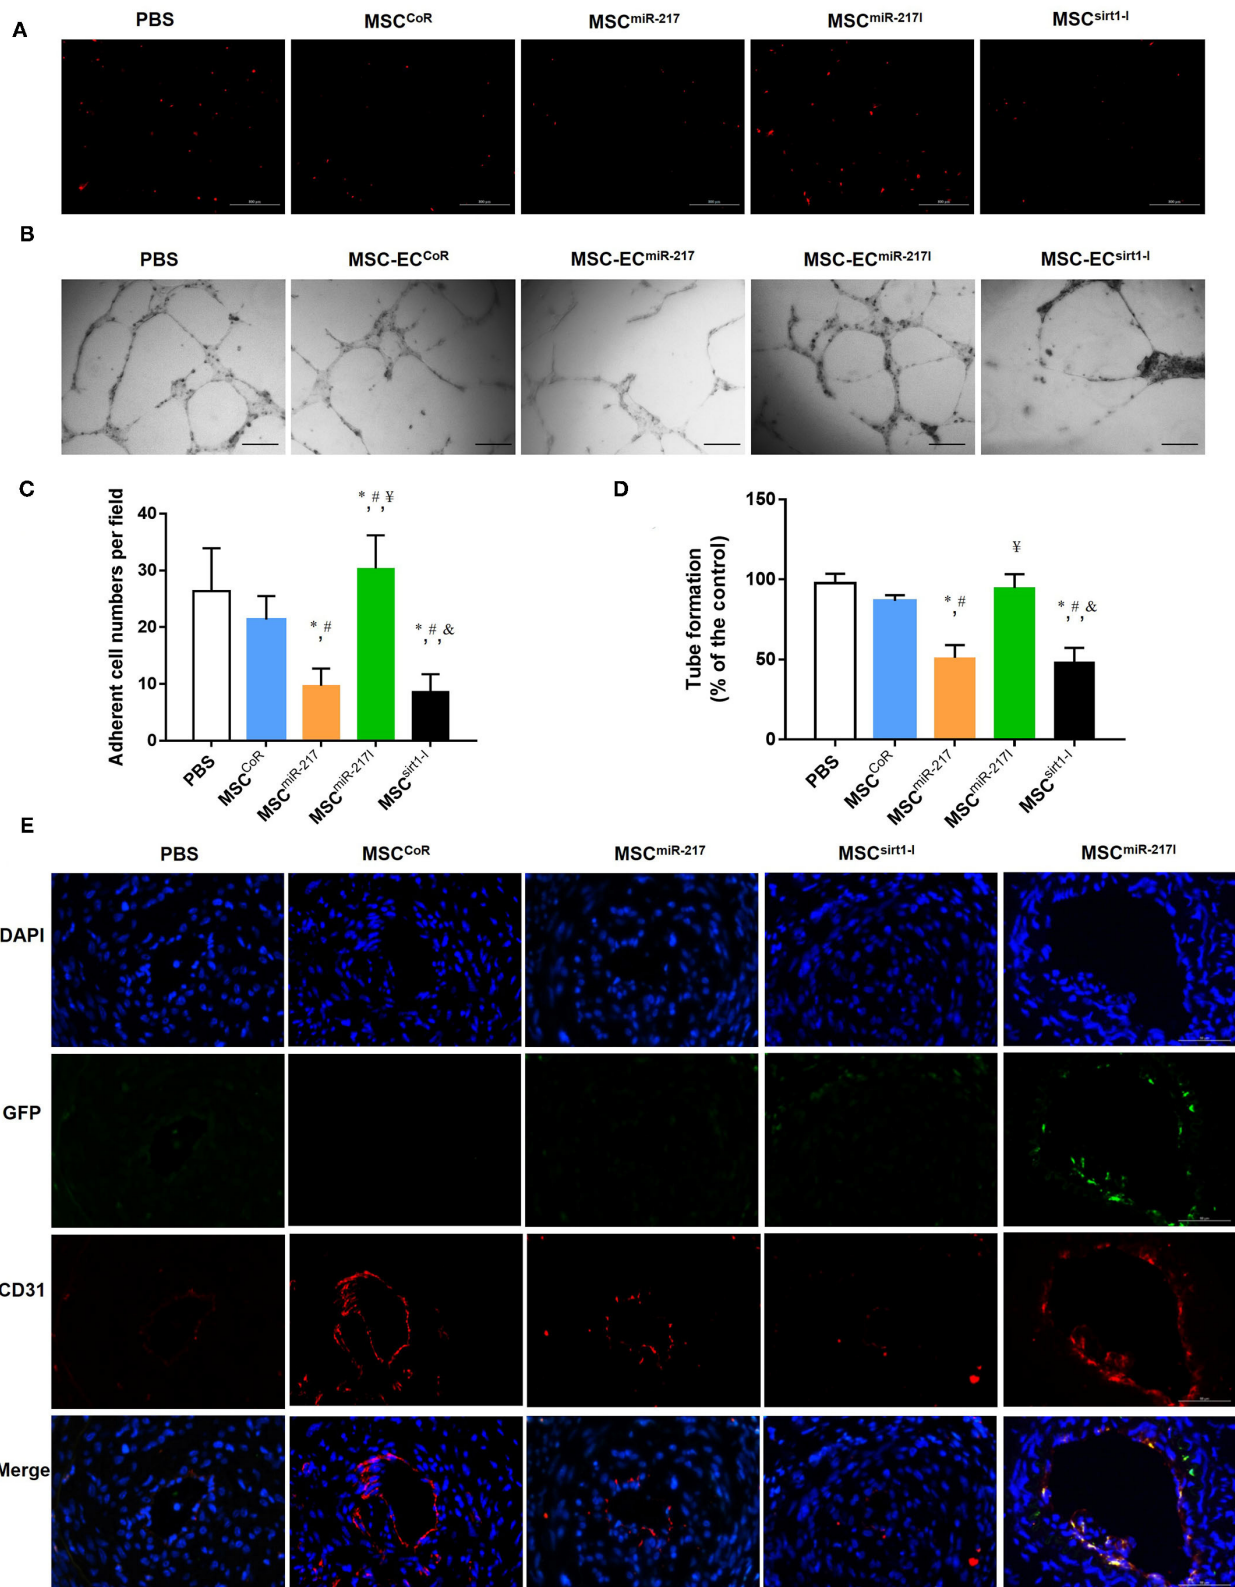 A
PBS
MSCCoR
MSCmiR-217
MSCmiR-217I
MSCsirt1-I
B
PBS
MSC-ECCoR
MSC-ECmiR-217
MSC-ECmiR-217I
MSC-ECsirt1-I
C
Adherent cell numbers per field
40
30
20
10
0
*,#
*,#,¥
*,#,&
PBS
MSCCoR
MSCmiR-217
MSCmiR-217I
MSCsirt1-I
D
Tube formation
(% of the control)
150
100
50
0
*,#
¥
*,#,&
PBS
MSCCoR
MSCmiR-217
MSCmiR-217I
MSCsirt1-I
E
PBS
MSCCoR
MSCmiR-217
MSCsirt1-I
MSCmiR-217I
DAPI
GFP
CD31
Merge